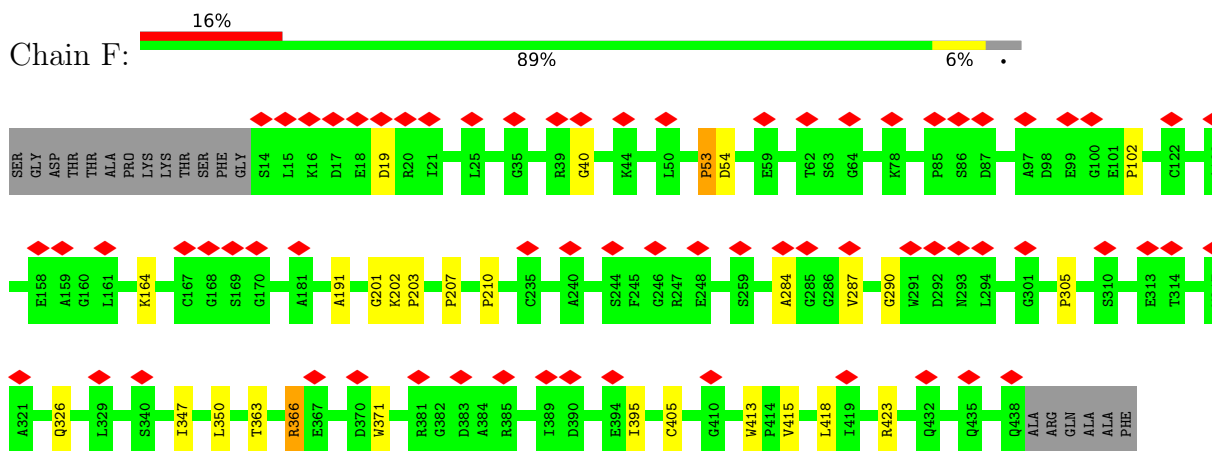 16%
Chain F:
89% 6% •
SER GLY ASP THR THR ALA PRO LYS LYS THR SER PHE GLY S14 L15 K16 D17 E18 D19 R20 I21 L25 G35 R39 G40 K44 L50 P53 D54 E59 T62 S63 G64 K78 P85 S86 D87 A97 D98 E99 G100 E101 P102 C122
E158 A159 G160 L161 K164 C167 G168 S169 G170 A181 A191 G201 K202 P203 P207 P210 C235 A240 S244 F245 G246 R247 E248 S259 A284 G285 G286 V287 G290 W291 D292 N293 L294 G301 P305 S310 E313 T314
A321 Q326 L329 S340 I347 L350 T363 R366 E367 D370 W371 R381 G382 D383 A384 R385 I389 D390 E394 I395 C405 G410 W413 P414 V415 L418 I419 R423 Q432 Q435 Q438 ALA ARG GLN ALA ALA PHE